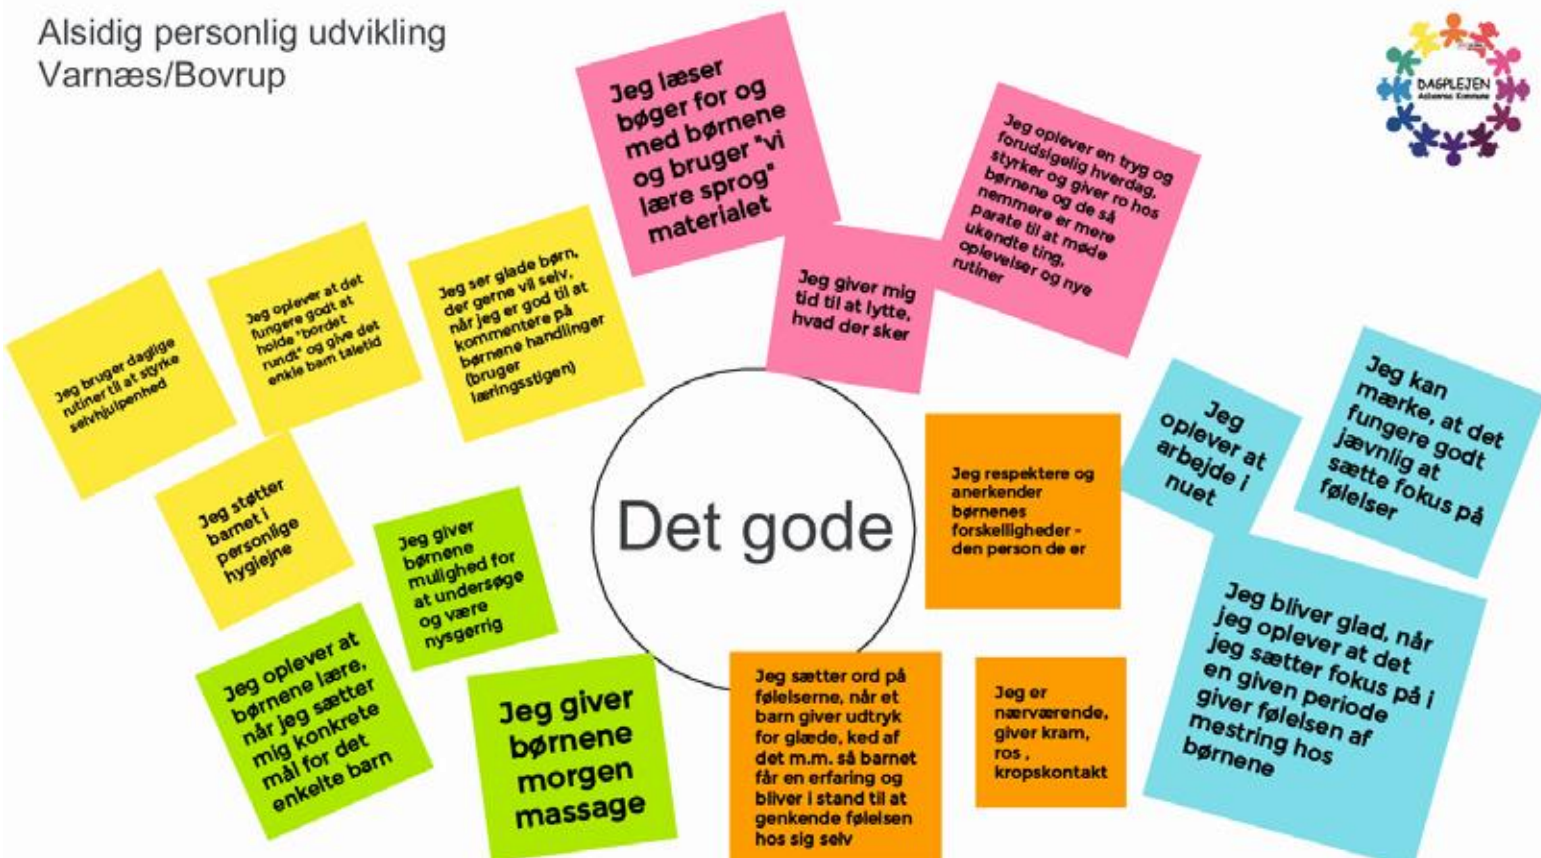 Alsidig personlig udvikling
Varnæs/Bovrup
DAGPLEJEN
Aabenraa Kommune
Jeg læser
bøger for og
med børnene
og bruger "vi
lære sprog"
materialet
Jeg oplever en tryg og
forudsigelig hverdag,
styrker og giver ro hos
børnene og de så
nemmere er mere
parate til at møde
ukendte ting,
oplevelser og nye
rutiner
Jeg giver mig
tid til at lytte,
hvad der sker
Jeg bruger daglige
rutiner til at styrke
selvhjulpenhed
Jeg oplever at det
fungere godt at
holde "bordet
rundt" og give det
enkle barn taletid
Jeg ser glade børn,
der gerne vil selv,
når jeg er god til at
kommentere på
børnene handlinger
(bruger
læringsstigen)
Jeg støtter
barnet i
personlige
hygiejne
Jeg giver
børnene
mulighed for
at undersøge
og være
nysgerrig
Jeg oplever at
børnene lære,
når jeg sætter
mig konkrete
mål for det
enkelte barn
Jeg giver
børnene
morgen
massage
Det gode
Jeg respektere og
anerkender
børnenes
forskelligheder -
den person de er
Jeg sætter ord på
følelserne, når et
barn giver udtryk
for glæde, ked af
det m.m. så barnet
får en erfaring og
bliver i stand til at
genkende følelsen
hos sig selv
Jeg er
nærværende,
giver kram,
ros ,
kropskontakt
Jeg
oplever at
arbejde i
nuet
Jeg kan
mærke, at det
fungere godt
jævnlig at
sætte fokus på
følelser
Jeg bliver glad, når
jeg oplever at det
jeg sætter fokus på i
en given periode
giver følelsen af
mestring hos
børnene